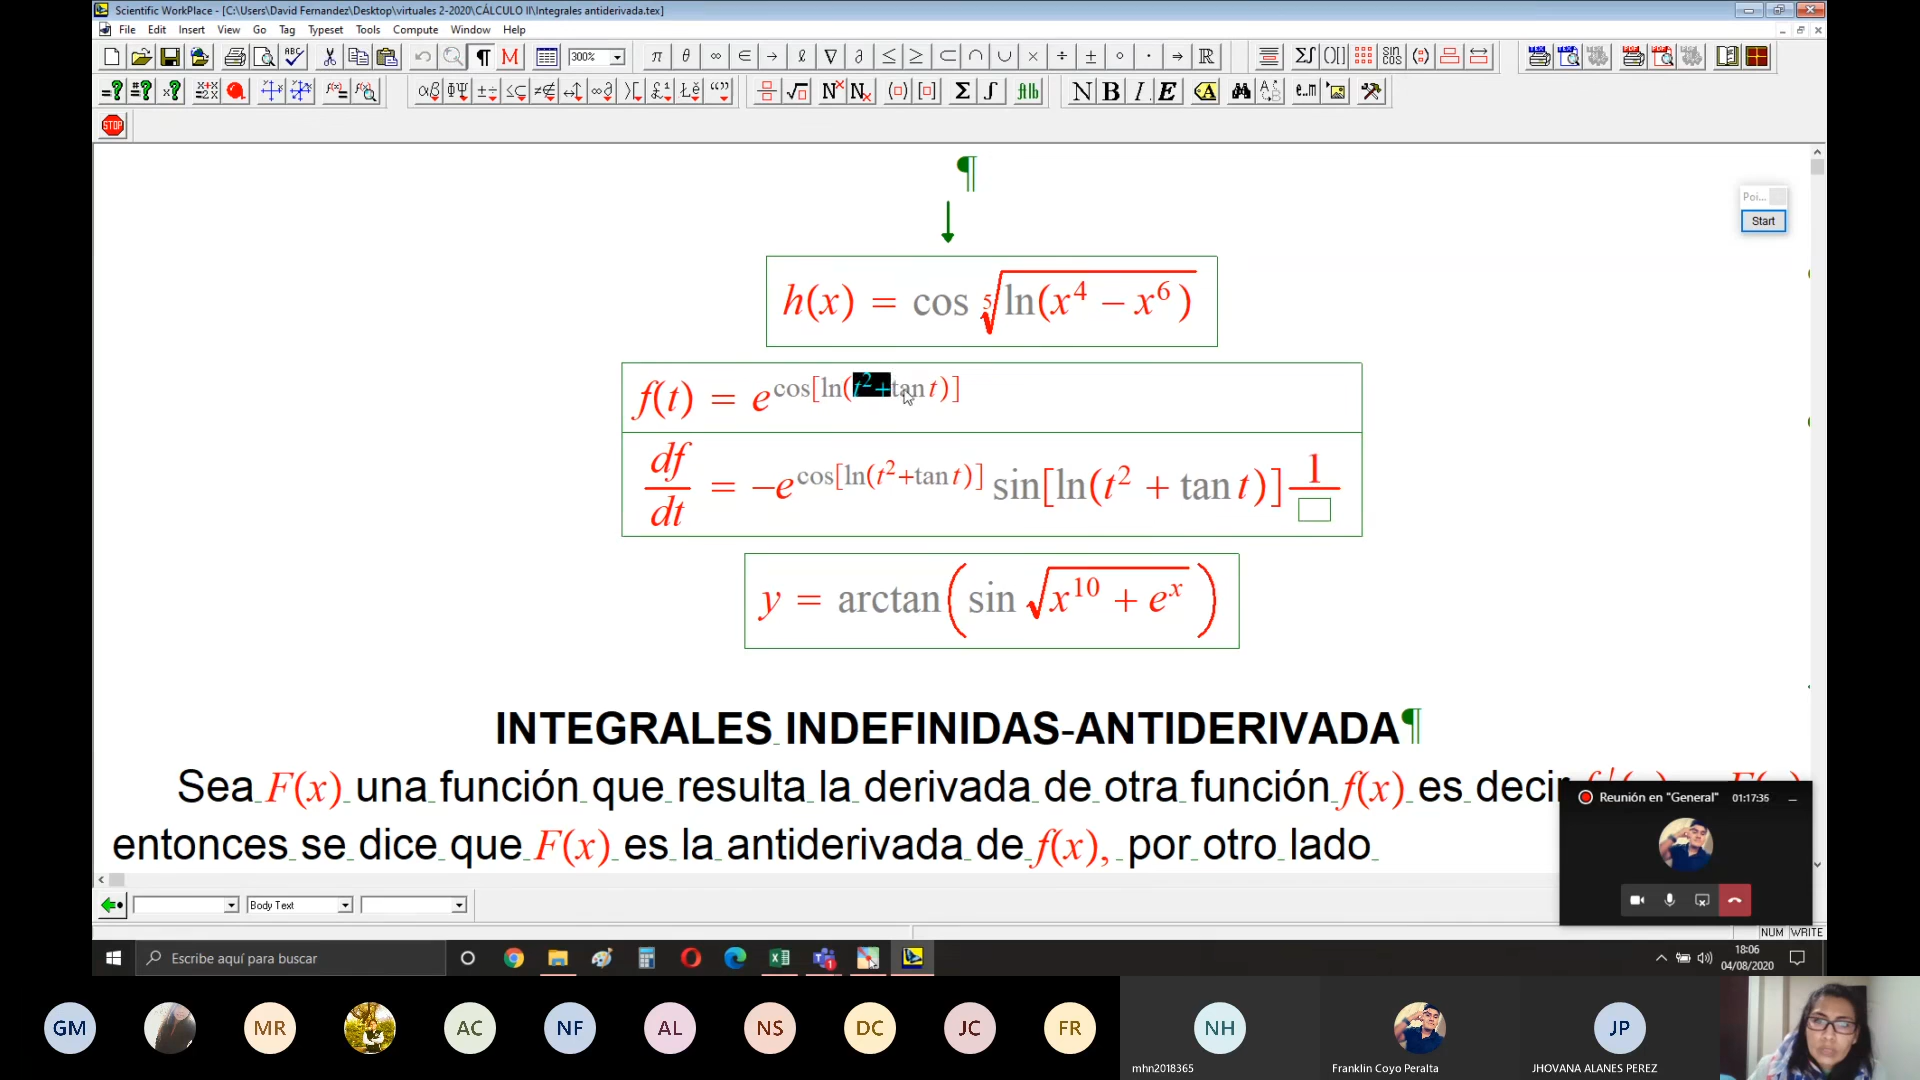 Scientific WorkPlace - [C:\Users\David Fernandez\Desktop\virtuales 2-2020\CÁLCULO II\Integrales antiderivada.tex]
File Edit Insert View Go Tag Typeset Tools Compute Window Help
300%
STOP
¶
Poi...
Start
h(x) = cos ⁵√ln(x⁴ − x⁶)
f(t) = e^cos[ln(t²+tan t)]
df/dt = −e^cos[ln(t²+tan t)] sin[ln(t² + tan t)] 1/□
y = arctan(sin √x¹⁰ + eˣ)
INTEGRALES INDEFINIDAS-ANTIDERIVADA¶
Sea F(x) una función que resulta la derivada de otra función f(x) es decir
entonces se dice que F(x) es la antiderivada de f(x), por otro lado
Reunión en "General" 01:17:35
Body Text
NUM WRITE
Escribe aquí para buscar
18:06
04/08/2020
GM MR AC NF AL NS DC JC FR NH JP
mhn2018365 Franklin Coyo Peralta JHOVANA ALANES PEREZ